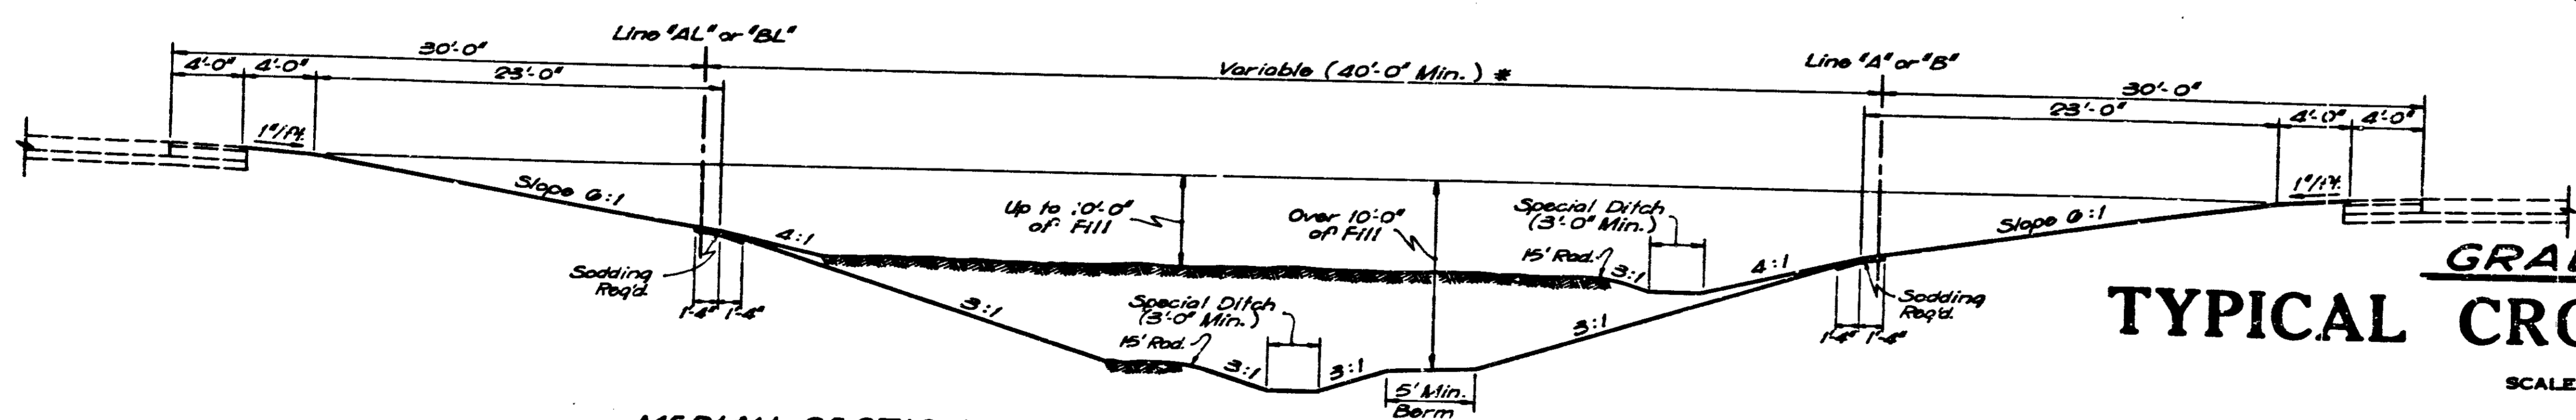 Line "AL" or "BL"
30'-0"
4'-0" 4'-0"
23'-0"
Variable (40'-0" Min.) *
Line "A" or "B"
30'-0"
23'-0"
4'-0" 4'-0"
1"/ft.
1"/ft.
Slope 6:1
Slope 6:1
Up to 10'-0"
of Fill
Over 10'-0"
of Fill
Special Ditch
(3'-0" Min.)
15' Rad.
3:1
4:1
4:1
Sodding
Req'd.
1'-4" 1'-4"
3:1
Special Ditch
(3'-0" Min.)
15' Rad.
3:1
3:1
5' Min.
Berm
3:1
Sodding
Req'd.
1'-4" 1'-4"
TYPICAL
SCALE